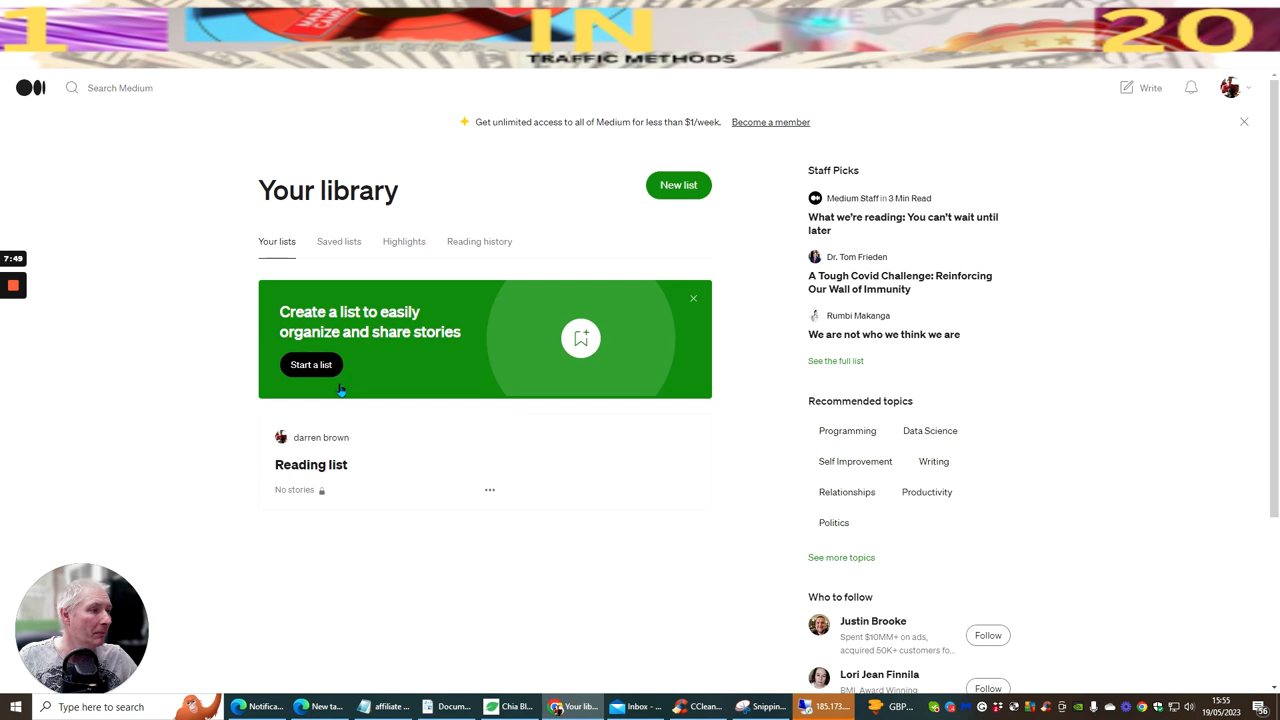 1 IN 20
TRAFFIC METHODS
Search Medium
Write
Get unlimited access to all of Medium for less than $1/week. Become a member
Your library
New list
Your lists Saved lists Highlights Reading history
Create a list to easily
organize and share stories
Start a list
darren brown
Reading list
No stories
Staff Picks
Medium Staff in 3 Min Read
What we’re reading: You can’t wait until
later
Dr. Tom Frieden
A Tough Covid Challenge: Reinforcing
Our Wall of Immunity
Rumbi Makanga
We are not who we think we are
See the full list
Recommended topics
Programming Data Science
Self Improvement Writing
Relationships Productivity
Politics
See more topics
Who to follow
Justin Brooke
Spent $10MM+ on ads,
acquired 50K+ customers fo...
Follow
Lori Jean Finnila
BMI, Award Winning
Follow
7:49
Type here to search
Notifica...
New ta...
affiliate ...
Docum...
Chia Bl...
Your lib...
Inbox - ...
CClean...
Snippin...
185.173....
GBP...
15:55
19/05/2023